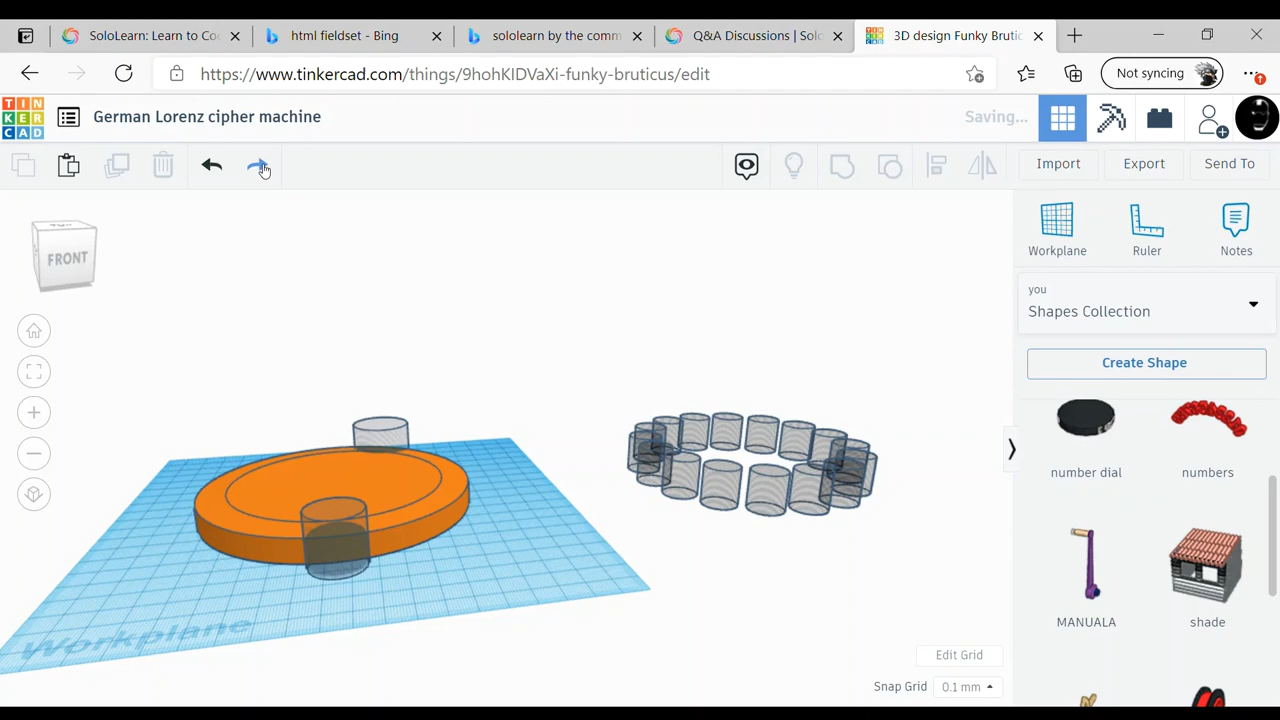 SoloLearn: Learn to Co
html fieldset - Bing
sololearn by the comm
Q&A Discussions | Solo
3D design Funky Brutic
https://www.tinkercad.com/things/9hohKIDVaXi-funky-bruticus/edit
Not syncing
TIN
KER
CAD
German Lorenz cipher machine
Saving...
Import
Export
Send To
FRONT
Workplane
Ruler
Notes
you
Shapes Collection
Create Shape
number dial
numbers
MANUALA
shade
Workplane
Edit Grid
Snap Grid
0.1 mm